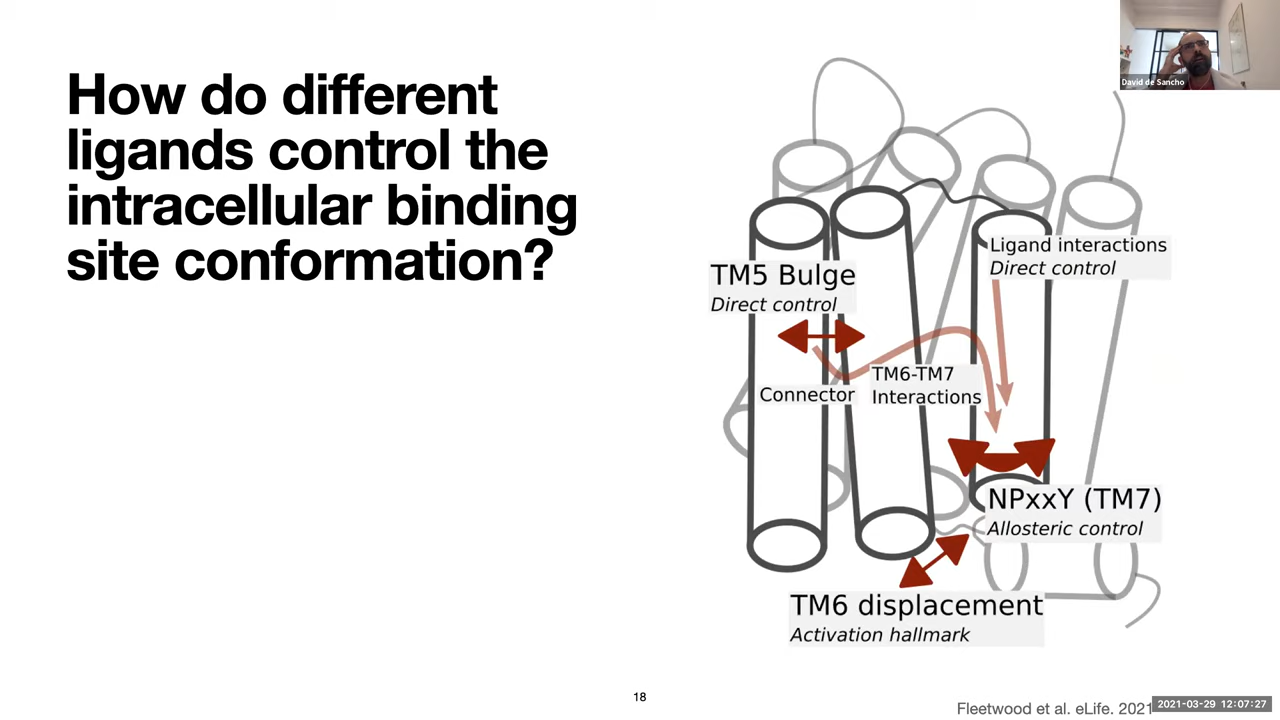 How do different
ligands control the
intracellular binding
site conformation?
David de Sancho
Ligand interactions
Direct control
TM5 Bulge
Direct control
TM6-TM7
Interactions
Connector
NPxxY (TM7)
Allosteric control
TM6 displacement
Activation hallmark
18
Fleetwood et al. eLife. 2021
2021-03-29 12:07:27